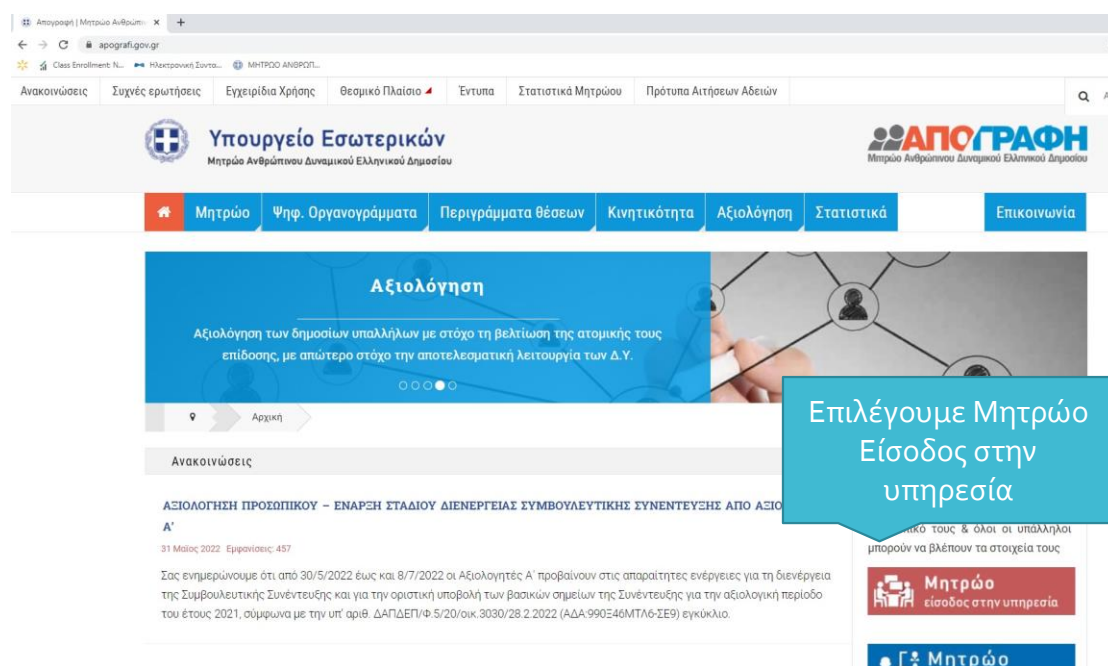 Απογραφή | Μητρώο Ανθρώπιν
apografi.gov.gr
Class Enrollment: N... Ηλεκτρονική Συντα... ΜΗΤΡΩΟ ΑΝΘΡΩΠ...
Ανακοινώσεις Συχνές ερωτήσεις Εγχειρίδια Χρήσης Θεσμικό Πλαίσιο Έντυπα Στατιστικά Μητρώου Πρότυπα Αιτήσεων Αδειών
Υπουργείο Εσωτερικών
Μητρώο Ανθρώπινου Δυναμικού Ελληνικού Δημοσίου
ΑΠΟΓΡΑΦΗ
Μητρώο Ανθρώπινου Δυναμικού Ελληνικού Δημοσίου
Μητρώο Ψηφ. Οργανογράμματα Περιγράμματα θέσεων Κινητικότητα Αξιολόγηση Στατιστικά Επικοινωνία
Αξιολόγηση
Αξιολόγηση των δημοσίων υπαλλήλων με στόχο τη βελτίωση της ατομικής τους
επίδοσης, με απώτερο στόχο την αποτελεσματική λειτουργία των Δ.Υ.
Αρχική
Επιλέγουμε Μητρώο
Είσοδος στην
υπηρεσία
Ανακοινώσεις
ΑΞΙΟΛΟΓΗΣΗ ΠΡΟΣΩΠΙΚΟΥ – ΕΝΑΡΞΗ ΣΤΑΔΙΟΥ ΔΙΕΝΕΡΓΕΙΑΣ ΣΥΜΒΟΥΛΕΥΤΙΚΗΣ ΣΥΝΕΝΤΕΥΞΗΣ ΑΠΟ ΑΞΙΟ
Α'
31 Μαΐος 2022 Εμφανίσεις: 457
Σας ενημερώνουμε ότι από 30/5/2022 έως και 8/7/2022 οι Αξιολογητές Α' προβαίνουν στις απαραίτητες ενέργειες για τη διενέργεια
της Συμβουλευτικής Συνέντευξης και για την οριστική υποβολή των βασικών σημείων της Συνέντευξης για την αξιολογική περίοδο
του έτους 2021, σύμφωνα με την υπ' αριθ. ΔΑΠΔΕΠ/Φ.5/20/οικ.3030/28.2.2022 (ΑΔΑ:990Ξ46ΜΤΛ6-ΣΕ9) εγκύκλιο.
τους & όλοι οι υπάλληλοι
μπορούν να βλέπουν τα στοιχεία τους
Μητρώο
είσοδος στην υπηρεσία
Μητρώο